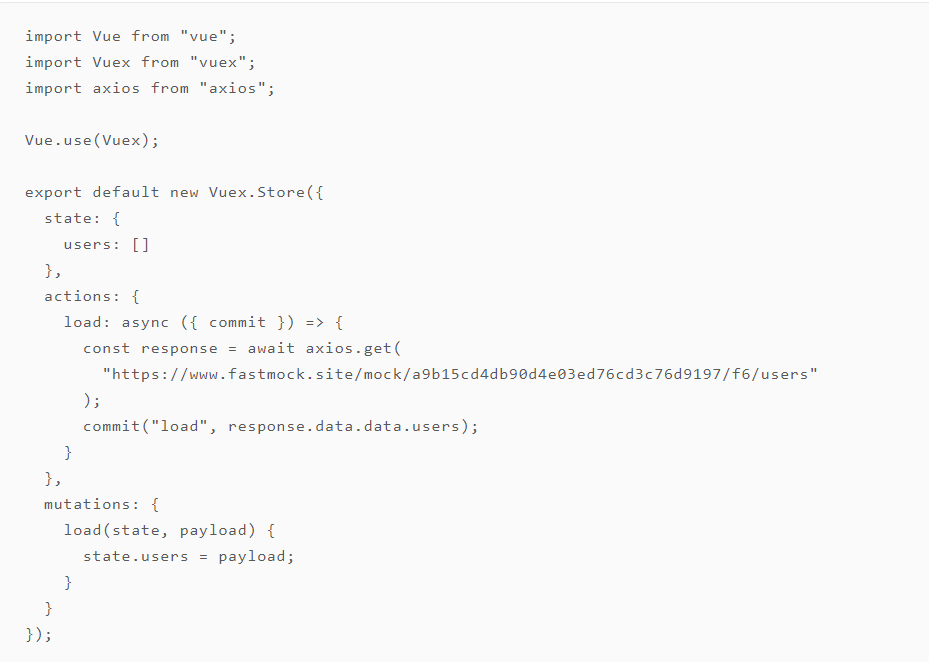 import Vue from "vue";
import Vuex from "vuex";
import axios from "axios";
Vue.use(Vuex);
export default new Vuex.Store({
state: {
users: []
},
actions: {
load: async ({ commit }) => {
const response = await axios.get(
"https://www.fastmock.site/mock/a9b15cd4db90d4e03ed76cd3c76d9197/f6/users"
);
commit("load", response.data.data.users);
}
},
mutations: {
load(state, payload) {
state.users = payload;
}
}
});